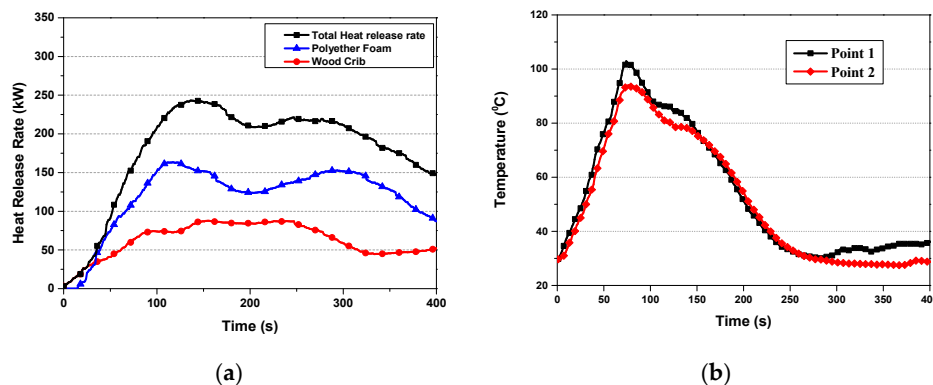 350
300
250
200
150
100
50
0
Heat Release Rate (kW)
Total Heat release rate
Polyether Foam
Wood Crib
0 100 200 300 400
Time (s)
(a)
120
100
80
60
40
20
Temperature (⁰C)
Point 1
Point 2
0 50 100 150 200 250 300 350 40
Time (s)
(b)